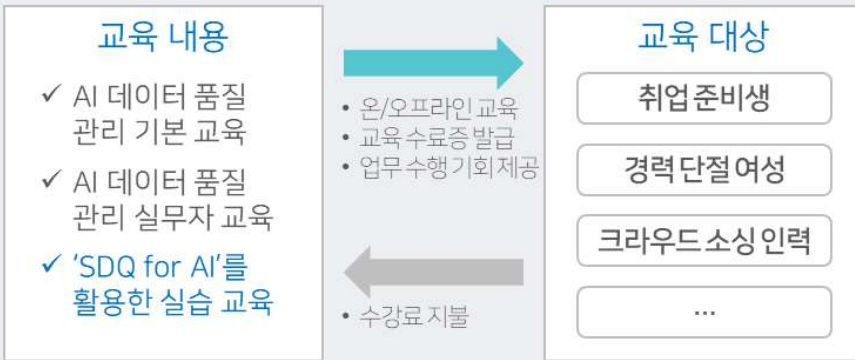 교육 내용
✓ AI 데이터 품질
관리 기본 교육
✓ AI 데이터 품질
관리 실무자 교육
✓ 'SDQ for AI'를
활용한 실습 교육
• 온/오프라인 교육
• 교육 수료증 발급
• 업무 수행 기회 제공
• 수강료 지불
교육 대상
취업 준비생
경력 단절 여성
크라우드 소싱 인력
...